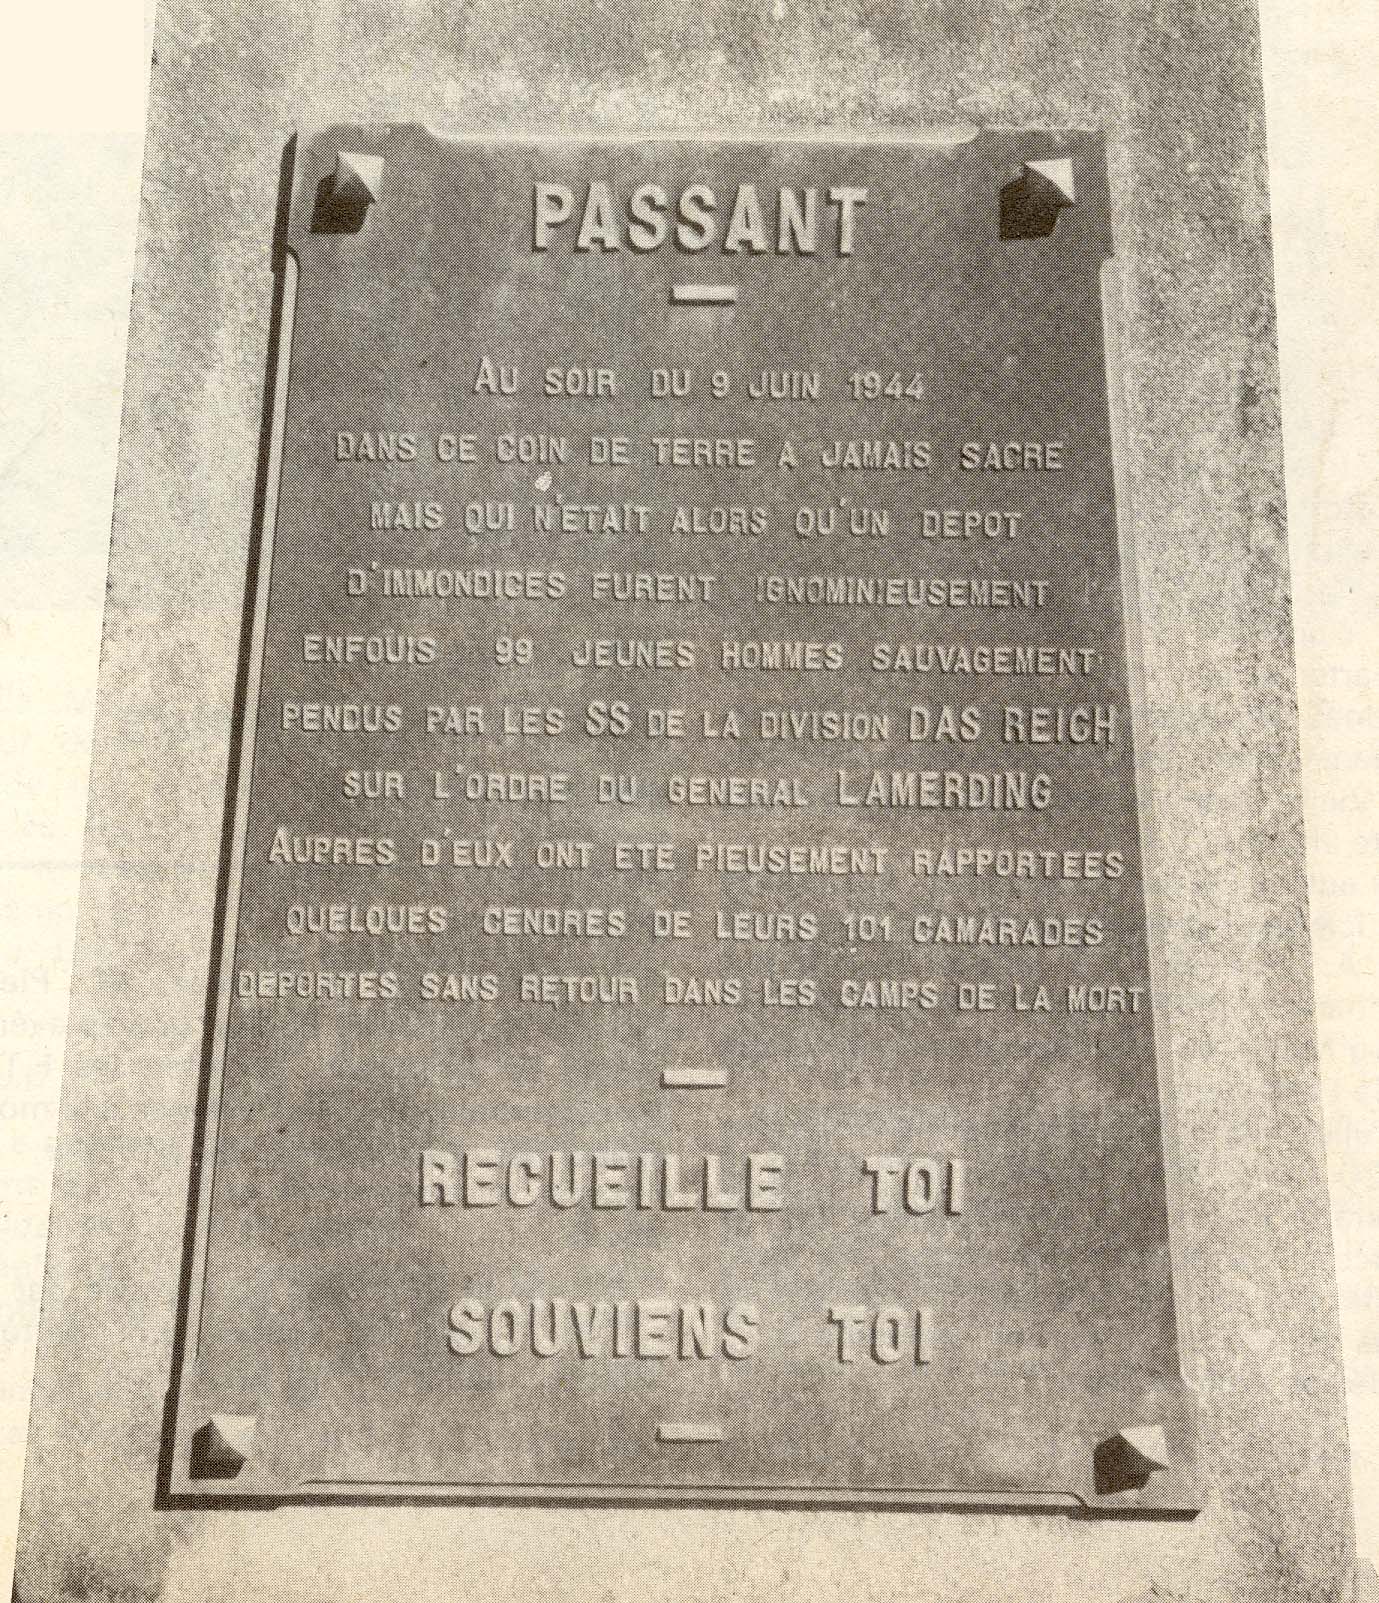 PASSANT
AU SOIR DU 9 JUIN 1944
DANS CE COIN DE TERRE A JAMAIS SACRE
MAIS QUI N'ETAIT ALORS QU'UN DEPOT
D'IMMONDICES FURENT IGNOMINIEUSEMENT
ENFOUIS 99 JEUNES HOMMES SAUVAGEMENT
PENDUS PAR LES SS DE LA DIVISION DAS REICH
SUR L'ORDRE DU GENERAL LAMERDING
AUPRES D'EUX ONT ETE PIEUSEMENT RAPPORTEES
QUELQUES CENDRES DE LEURS 101 CAMARADES
DEPORTES SANS RETOUR DANS LES CAMPS DE LA MORT
RECUEILLE TOI
SOUVIENS TOI